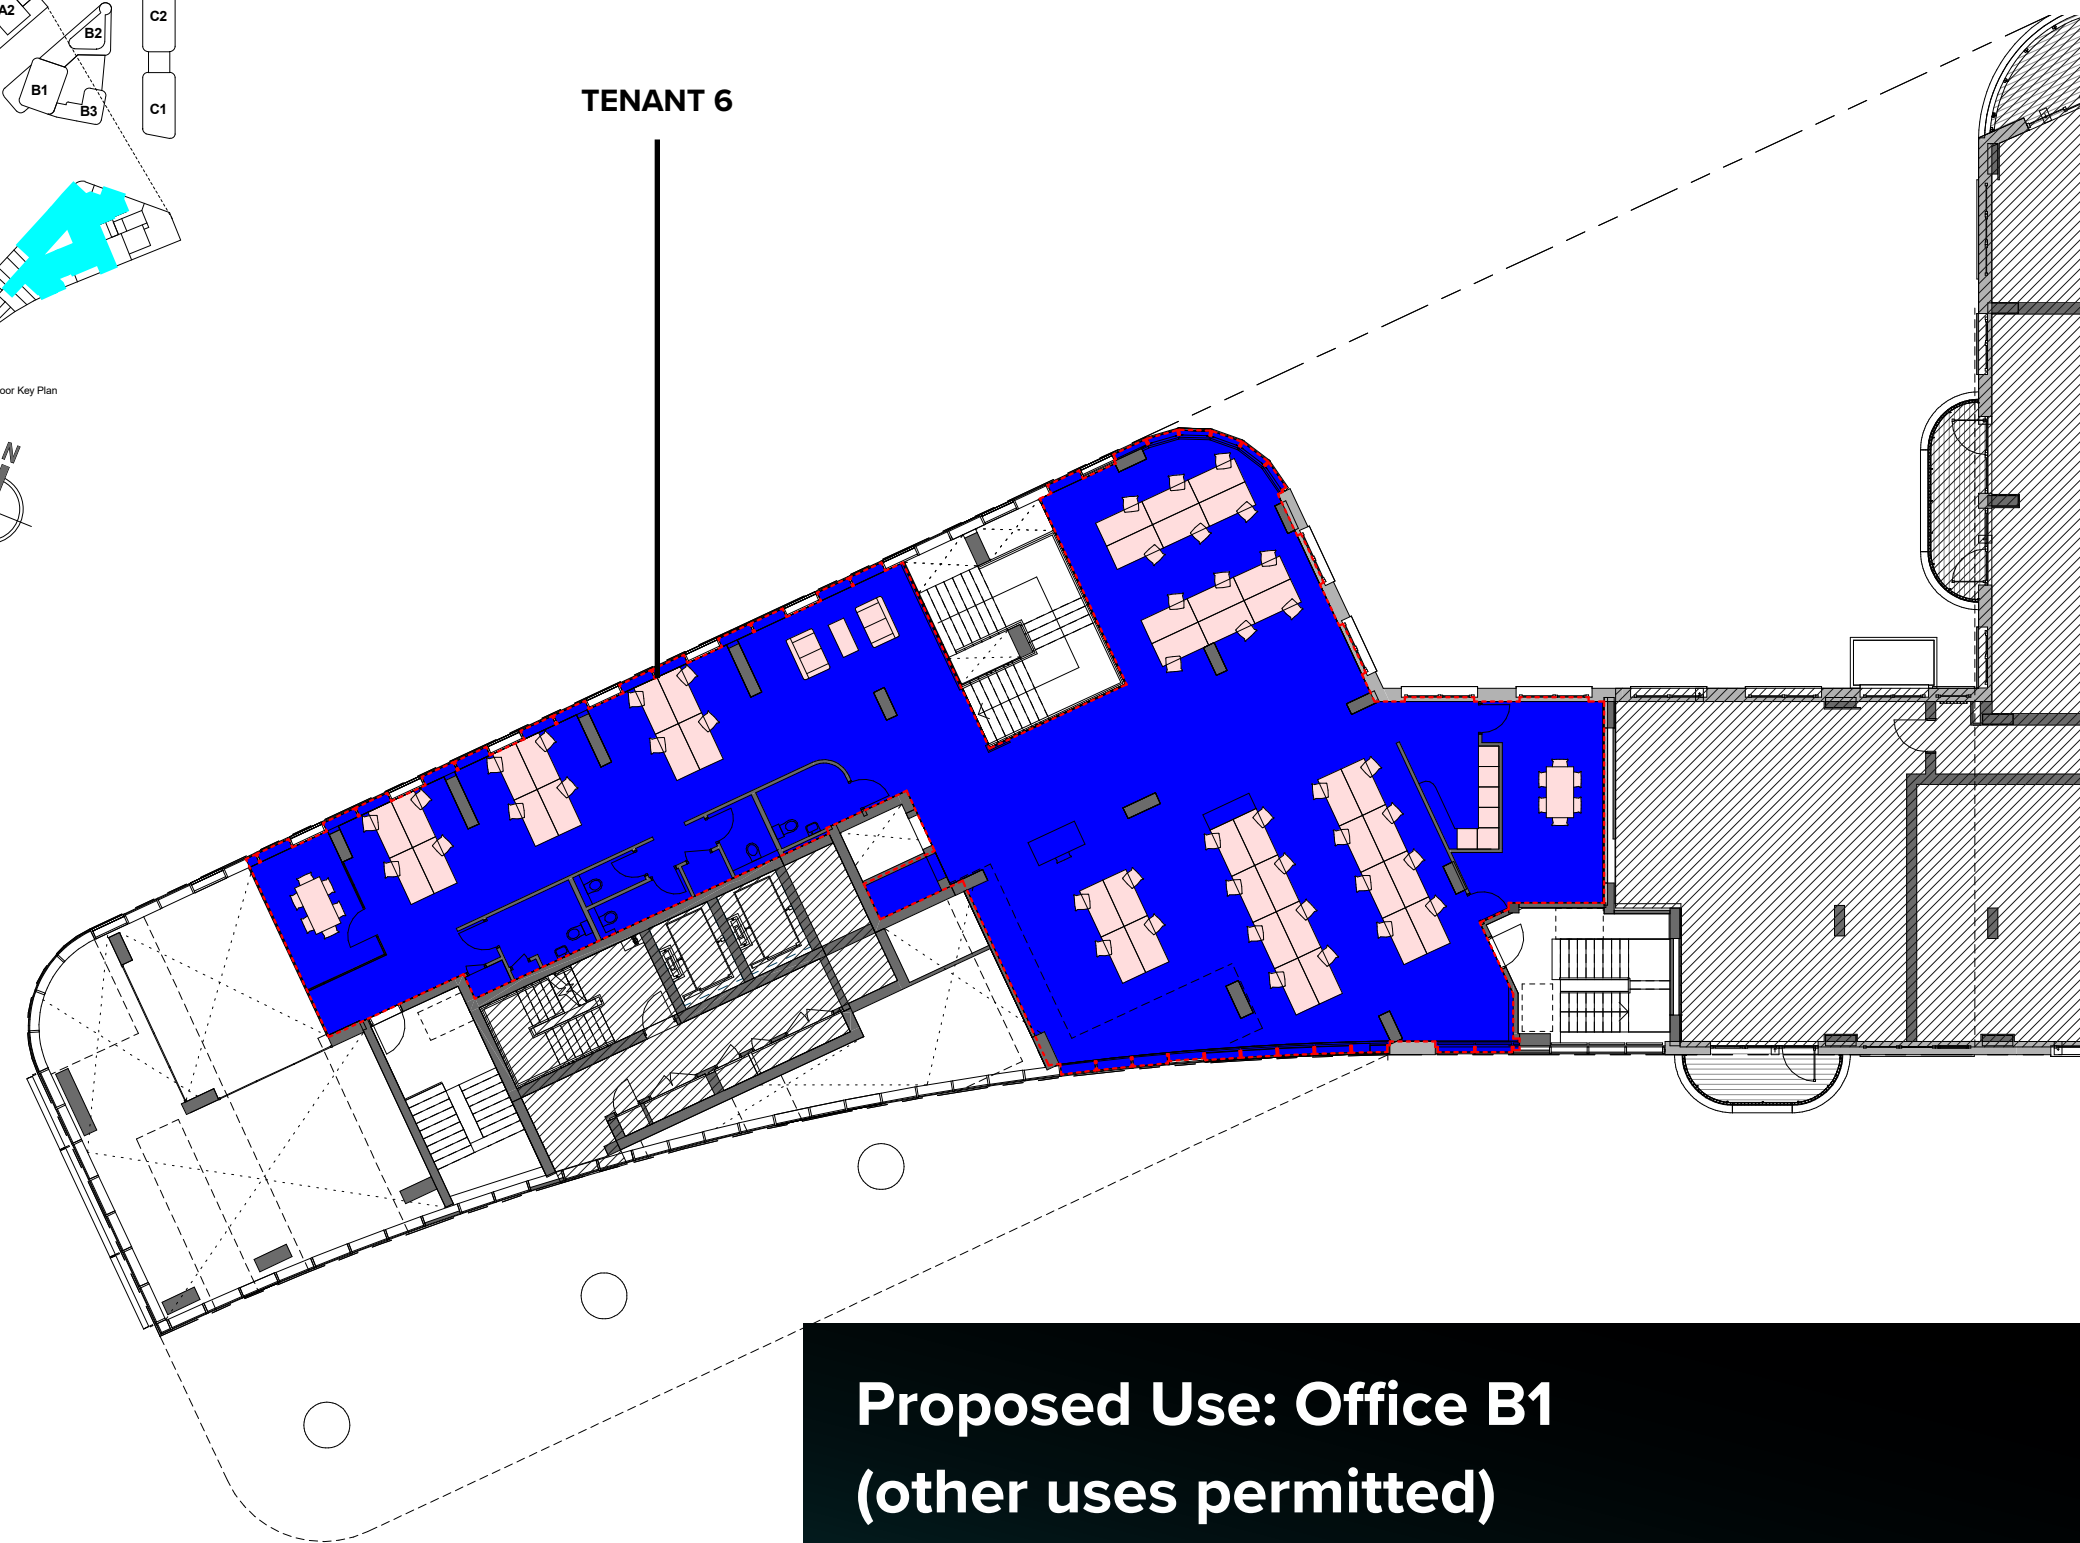 A2
B2
C2
B1
B3
C1
TENANT 6
oor Key Plan
N
Proposed Use: Office B1
(other uses permitted)